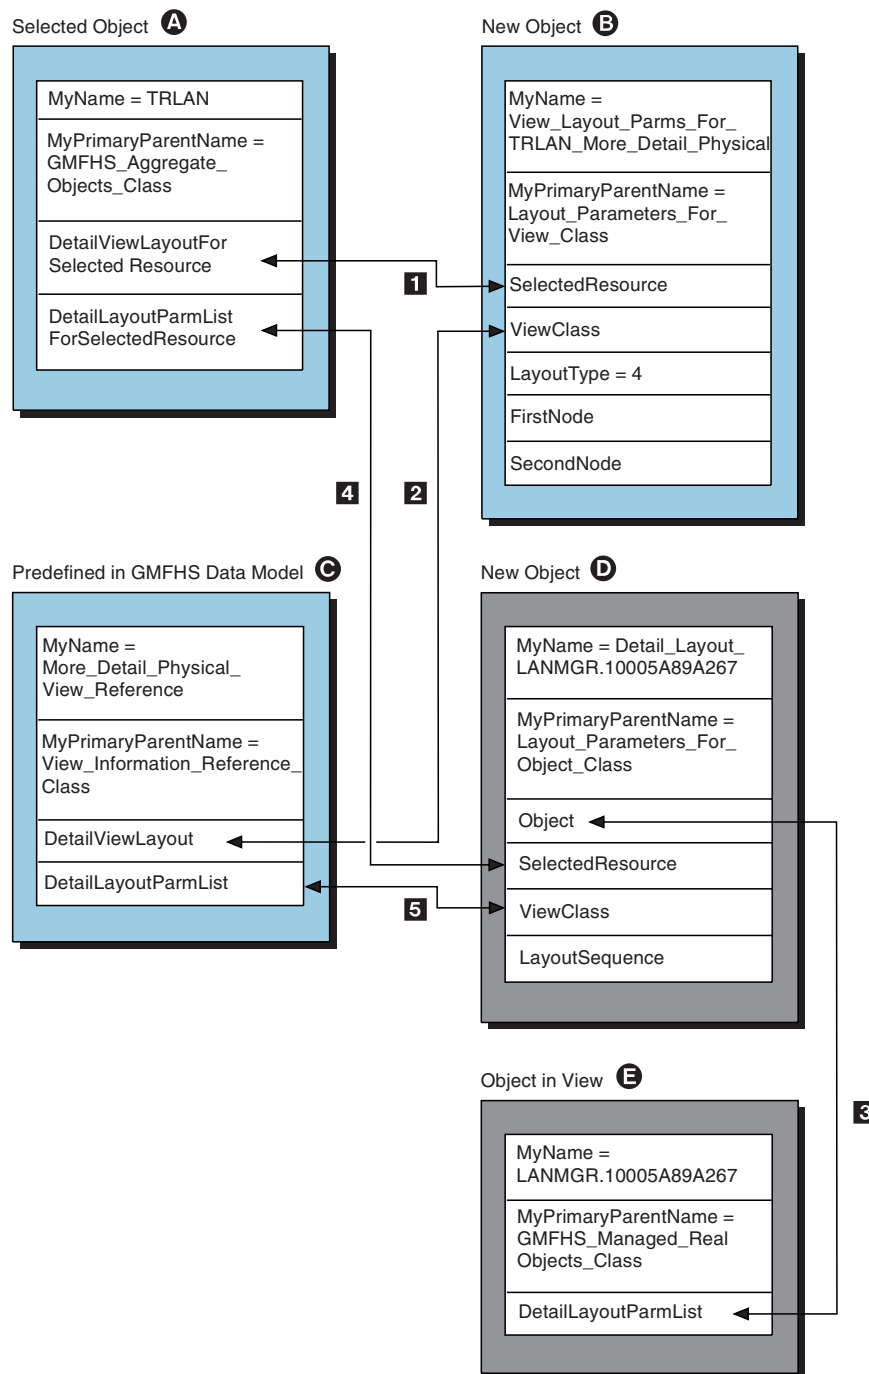 Selected Object A
MyName = TRLAN
MyPrimaryParentName =
GMFHS_Aggregate_
Objects_Class
DetailViewLayoutFor
Selected Resource
DetailLayoutParmList
ForSelectedResource
New Object B
MyName =
View_Layout_Parms_For_
TRLAN_More_Detail_Physical
MyPrimaryParentName =
Layout_Parameters_For_
View_Class
SelectedResource
ViewClass
LayoutType = 4
FirstNode
SecondNode
1
4
2
Predefined in GMFHS Data Model C
MyName =
More_Detail_Physical_
View_Reference
MyPrimaryParentName =
View_Information_Reference_
Class
DetailViewLayout
DetailLayoutParmList
5
New Object D
MyName = Detail_Layout_
LANMGR.10005A89A267
MyPrimaryParentName =
Layout_Parameters_For_
Object_Class
Object
SelectedResource
ViewClass
LayoutSequence
Object in View E
MyName =
LANMGR.10005A89A267
MyPrimaryParentName =
GMFHS_Managed_Real
Objects_Class
DetailLayoutParmList
3